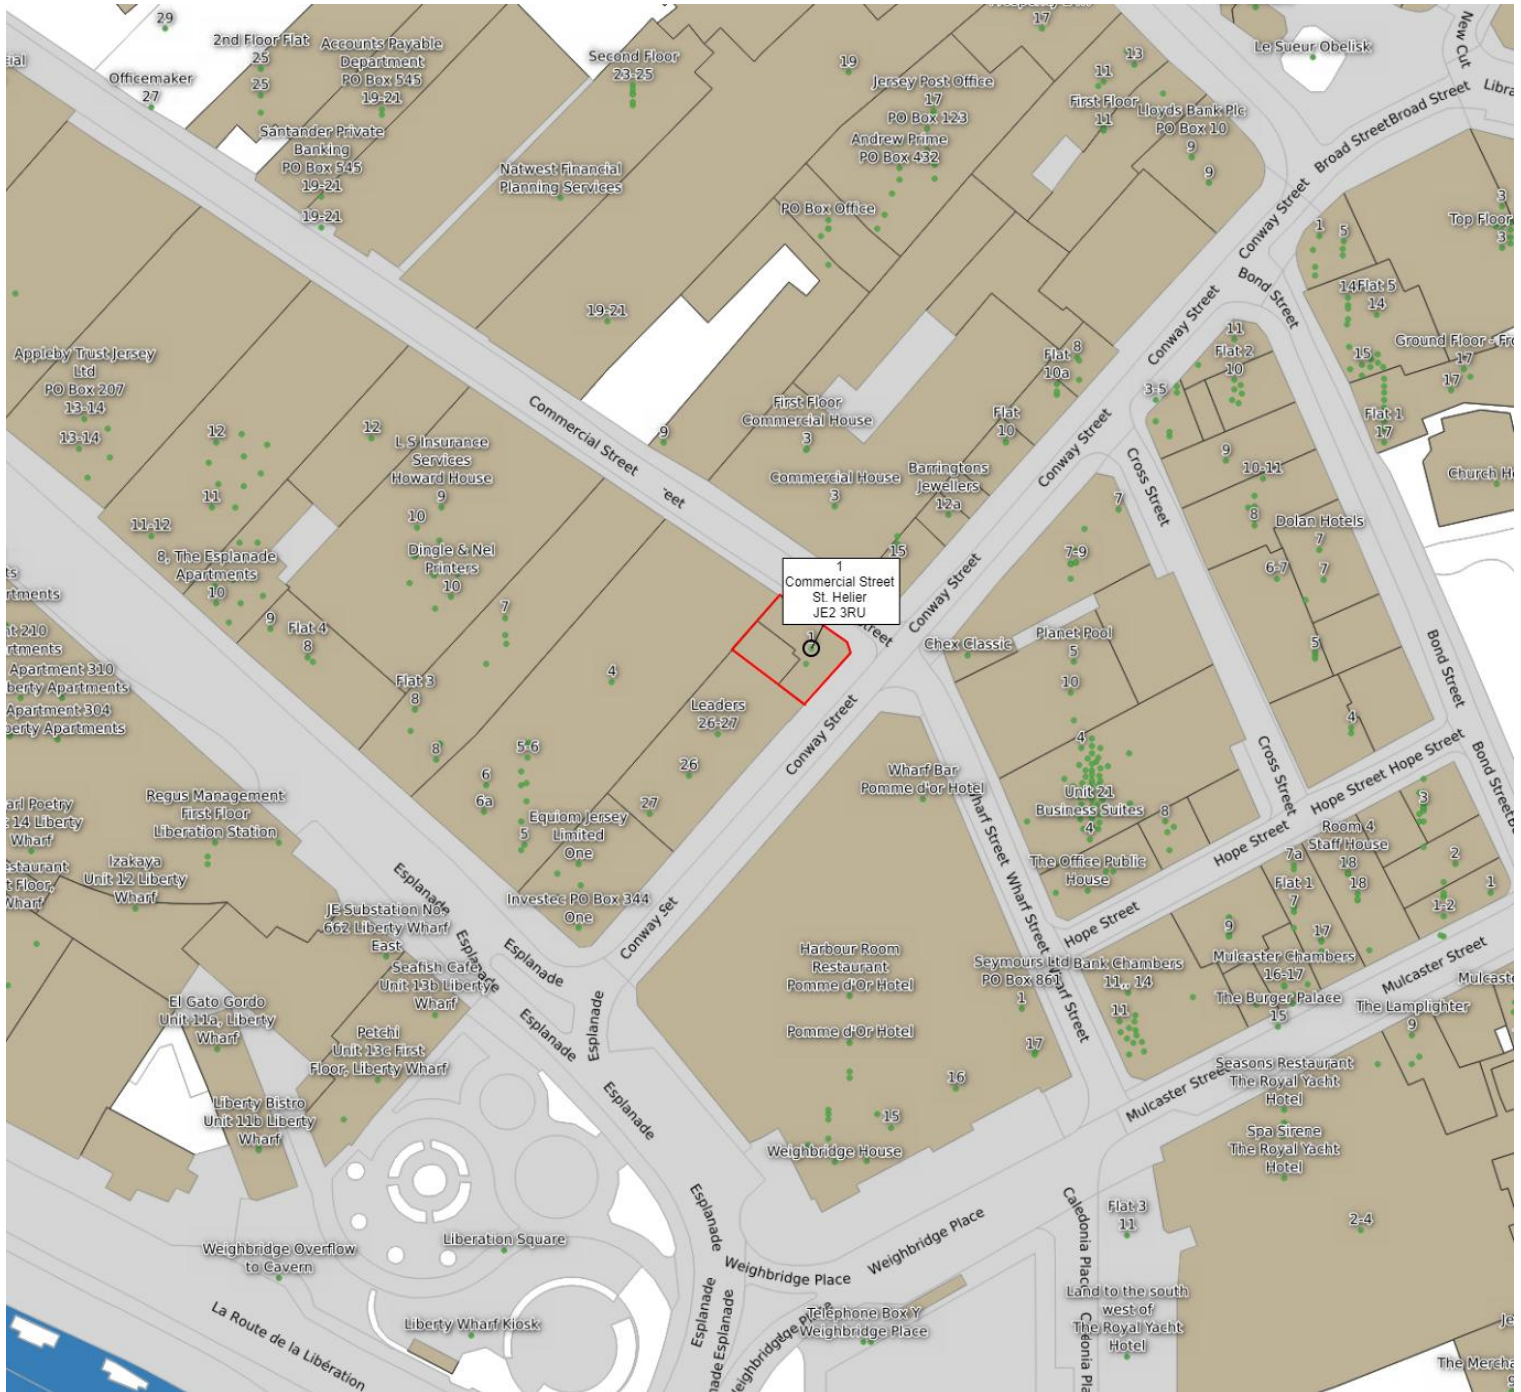 29
2nd Floor Flat
25
25
Accounts Payable
Department
PO Box 545
19-21
Officemaker
27
Second Floor
23-25
17
19
Jersey Post Office
17
PO Box 123
Andrew Prime
PO Box 432
11
13
First Floor
11
Lloyds Bank Plc
PO Box 10
9
9
Le Sueur Obelisk
New Cut
Broad Street
Broad Street
Santander Private
Banking
PO Box 545
19-21
19-21
Natwest Financial
Planning Services
PO Box Office
Conway Street
Conway Street
1
5
3
Top Floor
3
Bond Street
14
Flat 5
14
19-21
Appleby Trust Jersey
Ltd
PO Box 207
13-14
13-14
Flat
10a
8
11
Flat 2
10
15
17
17
3-5
Flat 1
17
Commercial Street
First Floor
Commercial House
3
Flat
10
9
12
12
L S Insurance
Services
Howard House
9
Conway Street
Cross Street
9
10-11
Commercial House
3
Barringtons
Jewellers
12a
7
11
11-12
10
Dingle & Nel
Printers
10
8
Dolan Hotels
7
7
6-7
15
7-9
8, The Esplanade
Apartments
10
1
Commercial Street
St. Helier
JE2 3RU
Conway Street
9
Flat 4
8
7
1
Chex Classic
Planet Pool
5
5
Bond Street
Apartment 310
Apartment 304
Flat 3
8
4
10
Leaders
26-27
Conway Street
4
4
8
5-6
26
Wharf Bar
Pomme d'or Hotel
Cross Street
Hope Street
Hope Street
Bond Street
6
6a
27
Unit 21
Business Suites
4
8
3
Regus Management
First Floor
Liberation Station
Equiom Jersey
Limited
One
5
Wharf Street
Hope Street
Room 4
Staff House
18
18
Izakaya
Unit 12 Liberty
Wharf
The Office Public
House
7a
Flat 1
7
2
1
Esplanade
Investec PO Box 344
One
Wharf Street
1-2
JE Substation No.
662 Liberty Wharf
East
Esplanade
Esplanade
Hope Street
9
17
Harbour Room
Restaurant
Pomme d'Or Hotel
Seymours Ltd
PO Box 861
1
Bank Chambers
11,, 14
11
Mulcaster Chambers
16-17
Mulcaster Street
Seafish Cafe
Unit 13b Liberty
Wharf
The Burger Palace
15
The Lamplighter
9
El Gato Gordo
Unit 11a, Liberty
Wharf
Esplanade
Esplanade
Wharf Street
Petchi
Unit 13c First
Floor, Liberty Wharf
Pomme d'Or Hotel
17
16
Seasons Restaurant
The Royal Yacht
Hotel
Liberty Bistro
Unit 11b Liberty
Wharf
Esplanade
15
Mulcaster Street
Weighbridge House
Spa Sirene
The Royal Yacht
Hotel
Esplanade
Caledonia Place
Flat 3
11
2-4
Weighbridge Overflow
to Cavern
Liberation Square
Weighbridge Place
Weighbridge Place
La Route de la Libération
Liberty Wharf Kiosk
Esplanade
Esplanade
Telephone Box Y
Weighbridge Place
Land to the south
west of
The Royal Yacht
Hotel